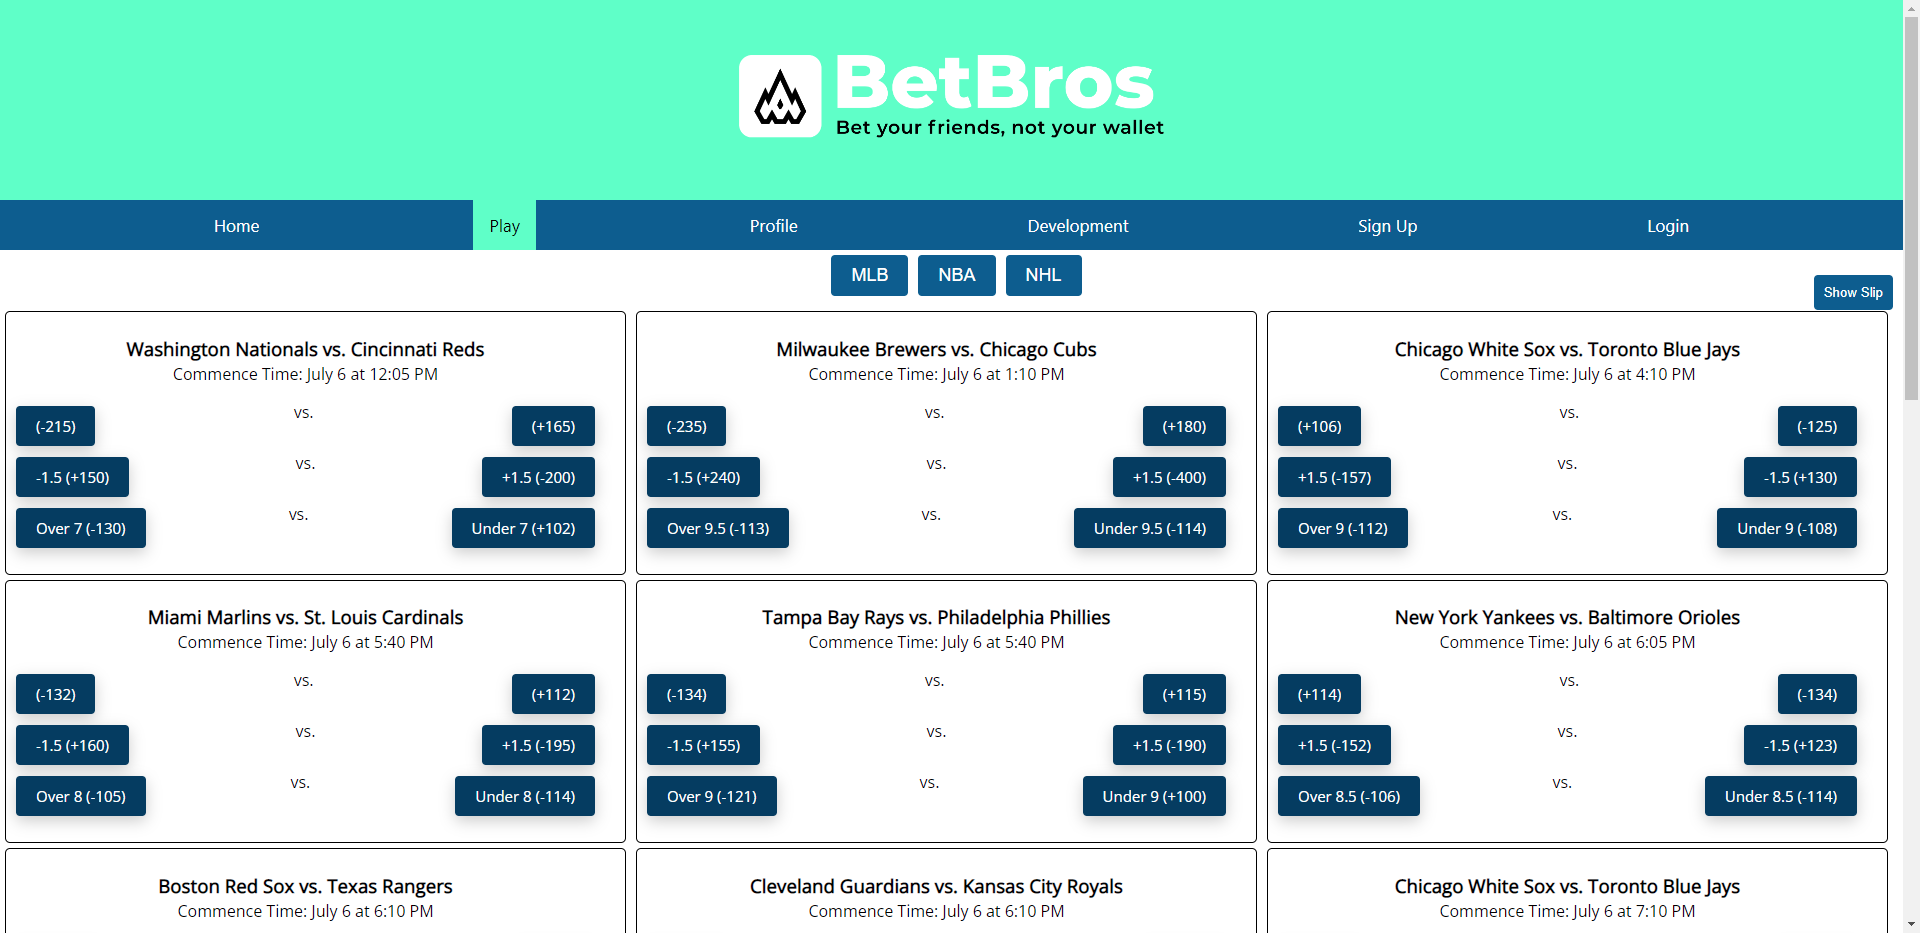 BetBros
Bet your friends, not your wallet
Home Play Profile Development Sign Up Login
MLB NBA NHL
Show Slip
Washington Nationals vs. Cincinnati Reds
Commence Time: July 6 at 12:05 PM
(-215) vs. (+165)
-1.5 (+150) vs. +1.5 (-200)
Over 7 (-130) vs. Under 7 (+102)
Milwaukee Brewers vs. Chicago Cubs
Commence Time: July 6 at 1:10 PM
(-235) vs. (+180)
-1.5 (+240) vs. +1.5 (-400)
Over 9.5 (-113) vs. Under 9.5 (-114)
Chicago White Sox vs. Toronto Blue Jays
Commence Time: July 6 at 4:10 PM
(+106) vs. (-125)
+1.5 (-157) vs. -1.5 (+130)
Over 9 (-112) vs. Under 9 (-108)
Miami Marlins vs. St. Louis Cardinals
Commence Time: July 6 at 5:40 PM
(-132) vs. (+112)
-1.5 (+160) vs. +1.5 (-195)
Over 8 (-105) vs. Under 8 (-114)
Tampa Bay Rays vs. Philadelphia Phillies
Commence Time: July 6 at 5:40 PM
(-134) vs. (+115)
-1.5 (+155) vs. +1.5 (-190)
Over 9 (-121) vs. Under 9 (+100)
New York Yankees vs. Baltimore Orioles
Commence Time: July 6 at 6:05 PM
(+114) vs. (-134)
+1.5 (-152) vs. -1.5 (+123)
Over 8.5 (-106) vs. Under 8.5 (-114)
Boston Red Sox vs. Texas Rangers
Commence Time: July 6 at 6:10 PM
Cleveland Guardians vs. Kansas City Royals
Commence Time: July 6 at 6:10 PM
Chicago White Sox vs. Toronto Blue Jays
Commence Time: July 6 at 7:10 PM